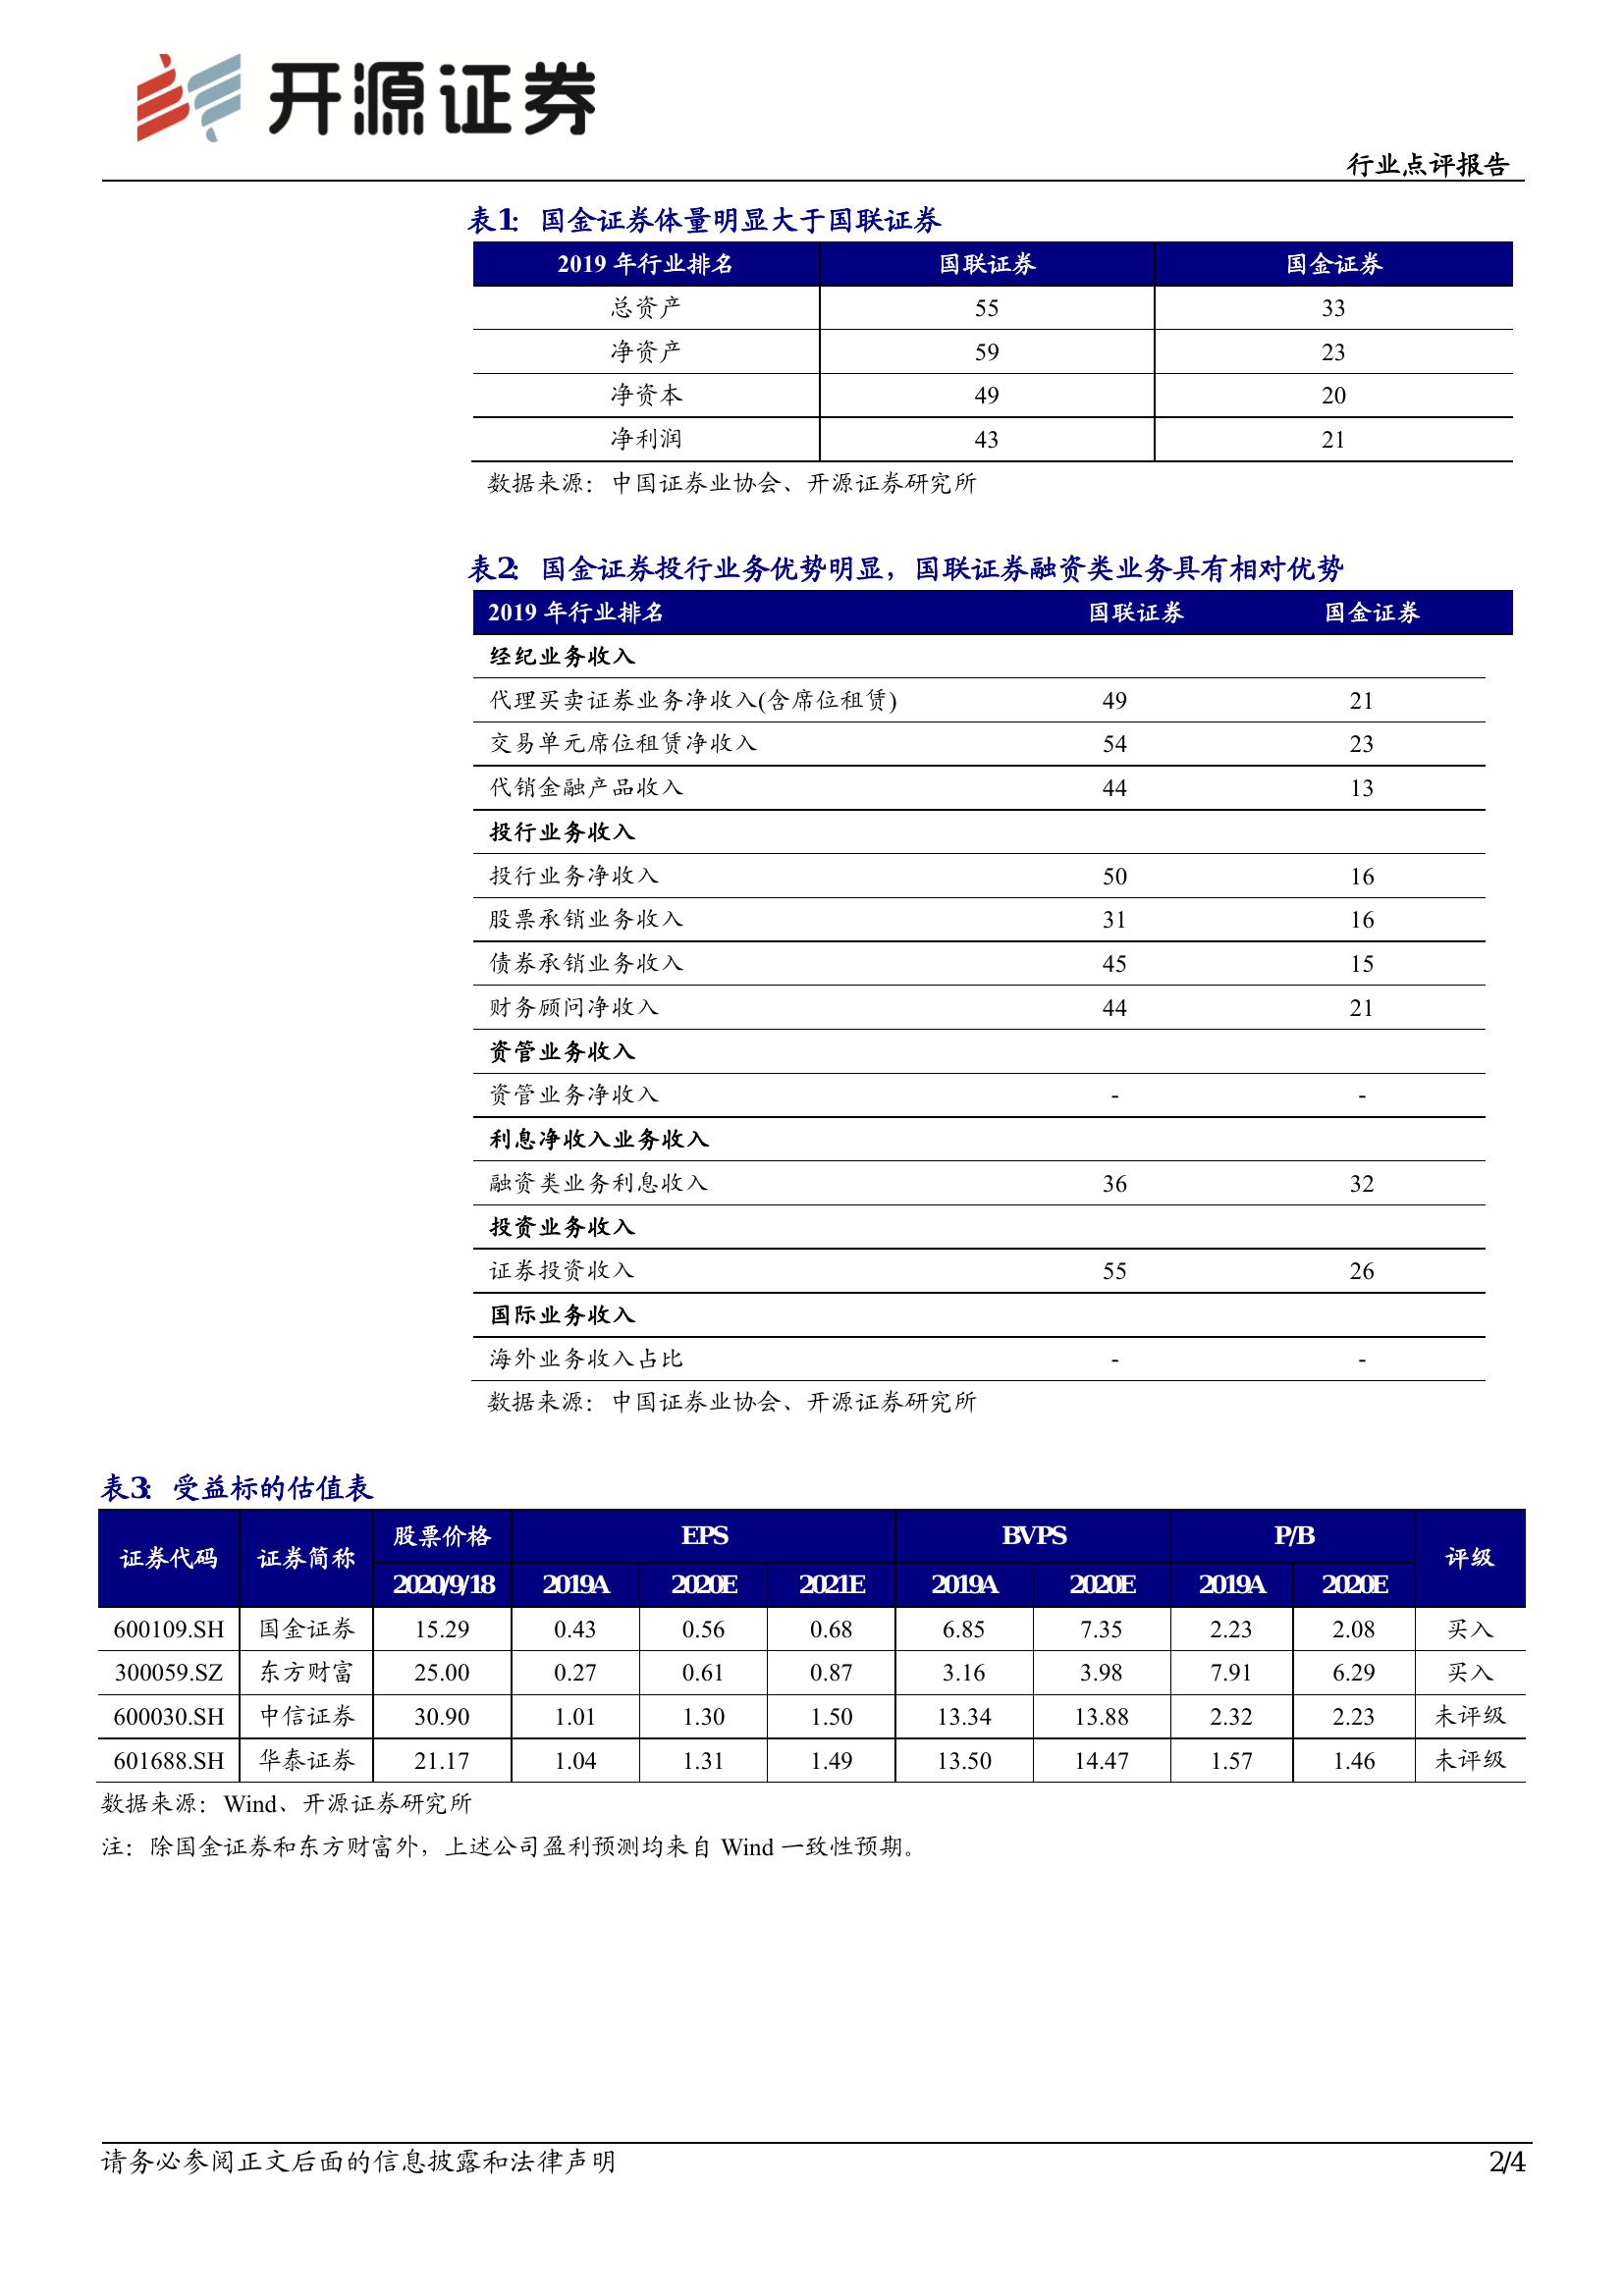 开源证券
行业点评报告
表1：国金证券体量明显大于国联证券
2019 年行业排名 国联证券 国金证券
总资产 55 33
净资产 59 23
净资本 49 20
净利润 43 21
数据来源：中国证券业协会、开源证券研究所
表2：国金证券投行业务优势明显，国联证券融资类业务具有相对优势
2019 年行业排名 国联证券 国金证券
经纪业务收入
代理买卖证券业务净收入(含席位租赁) 49 21
交易单元席位租赁净收入 54 23
代销金融产品收入 44 13
投行业务收入
投行业务净收入 50 16
股票承销业务收入 31 16
债券承销业务收入 45 15
财务顾问净收入 44 21
资管业务收入
资管业务净收入 - -
利息净收入业务收入
融资类业务利息收入 36 32
投资业务收入
证券投资收入 55 26
国际业务收入
海外业务收入占比 - -
数据来源：中国证券业协会、开源证券研究所
表3：受益标的估值表
证券代码 证券简称 股票价格 EPS BVPS P/B 评级
2020/9/18 2019A 2020E 2021E 2019A 2020E 2019A 2020E
600109.SH 国金证券 15.29 0.43 0.56 0.68 6.85 7.35 2.23 2.08 买入
300059.SZ 东方财富 25.00 0.27 0.61 0.87 3.16 3.98 7.91 6.29 买入
600030.SH 中信证券 30.90 1.01 1.30 1.50 13.34 13.88 2.32 2.23 未评级
601688.SH 华泰证券 21.17 1.04 1.31 1.49 13.50 14.47 1.57 1.46 未评级
数据来源：Wind、开源证券研究所
注：除国金证券和东方财富外，上述公司盈利预测均来自 Wind 一致性预期。
请务必参阅正文后面的信息披露和法律声明 2/4